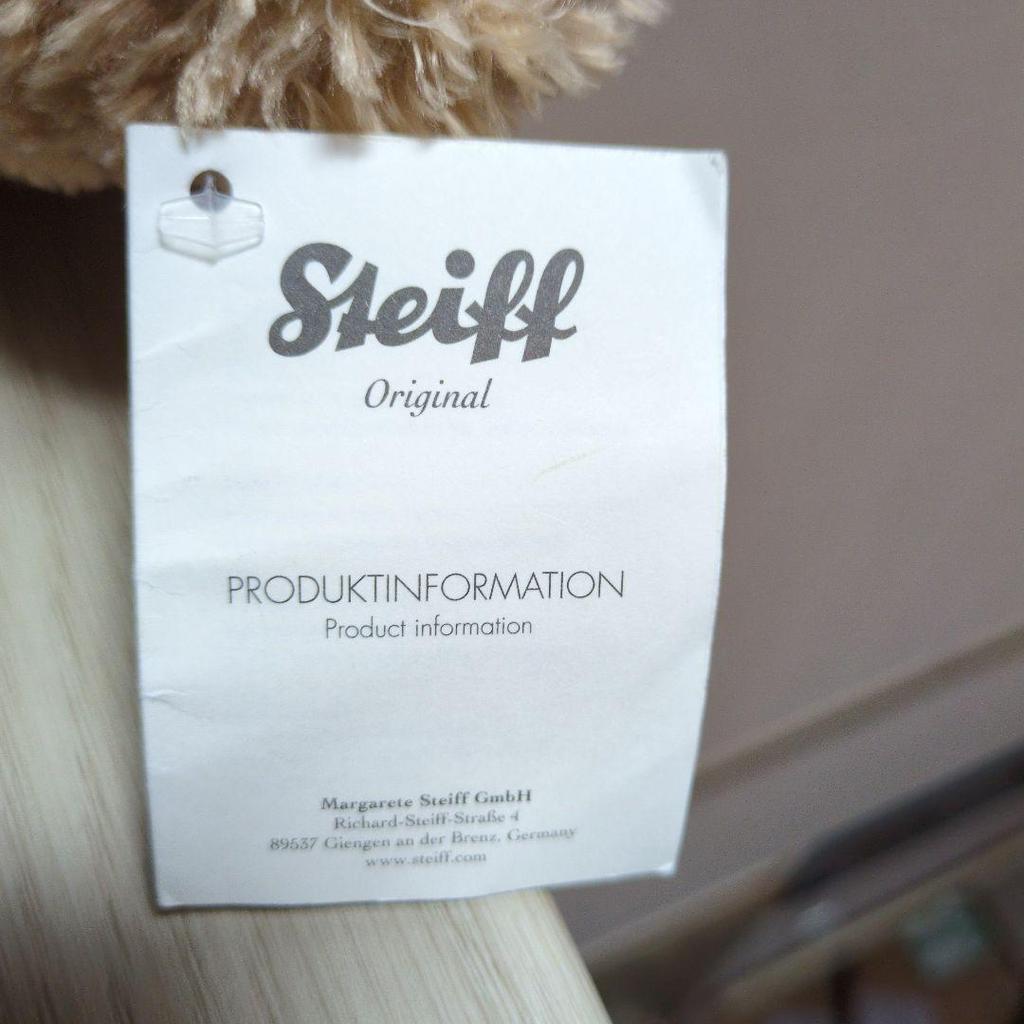 Steiff
Original
PRODUKTINFORMATION
Product information
Margarete Steiff GmbH
Richard-Steiff-Straße 4
89537 Giengen an der Brenz, Germany
www.steiff.com